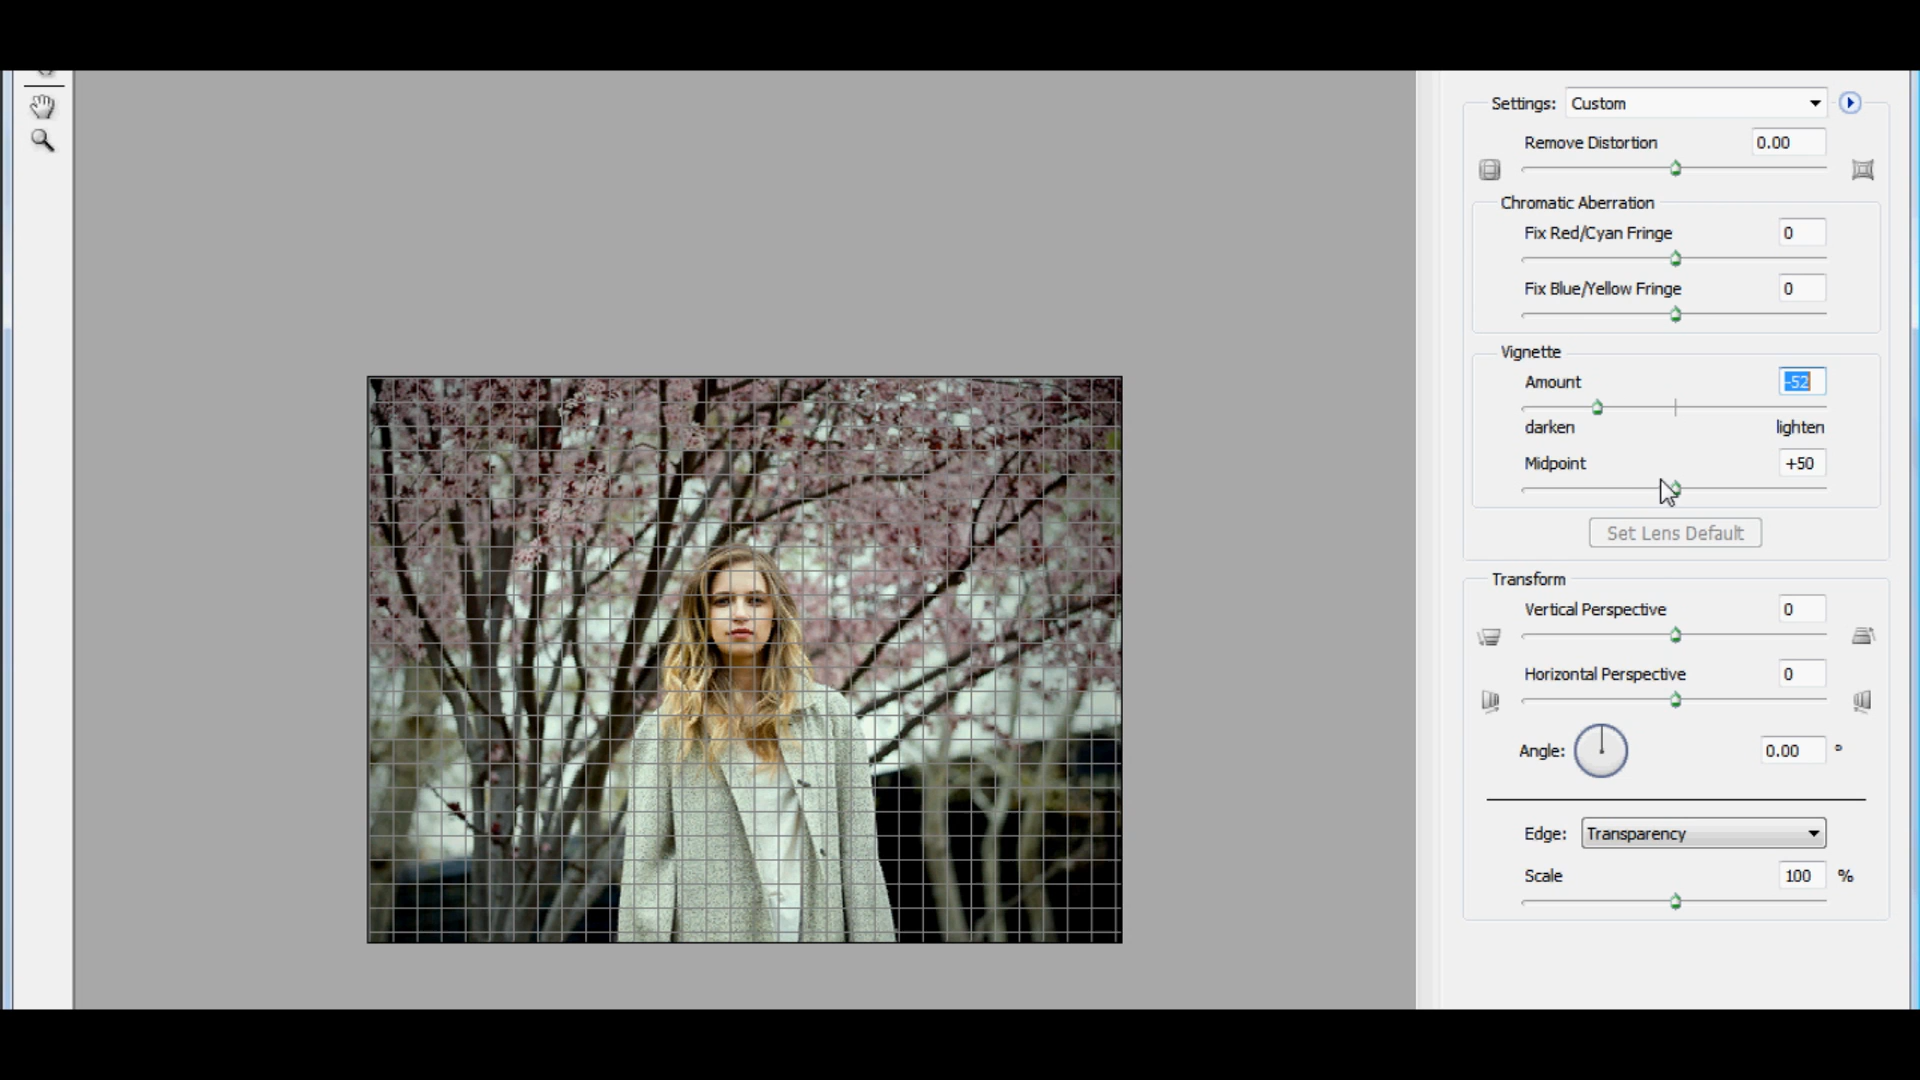 Settings: Custom
Remove Distortion 0.00
Chromatic Aberration
Fix Red/Cyan Fringe 0
Fix Blue/Yellow Fringe 0
Vignette
Amount -52
darken lighten
Midpoint +50
Set Lens Default
Transform
Vertical Perspective 0
Horizontal Perspective 0
Angle: 0.00 °
Edge: Transparency
Scale 100 %